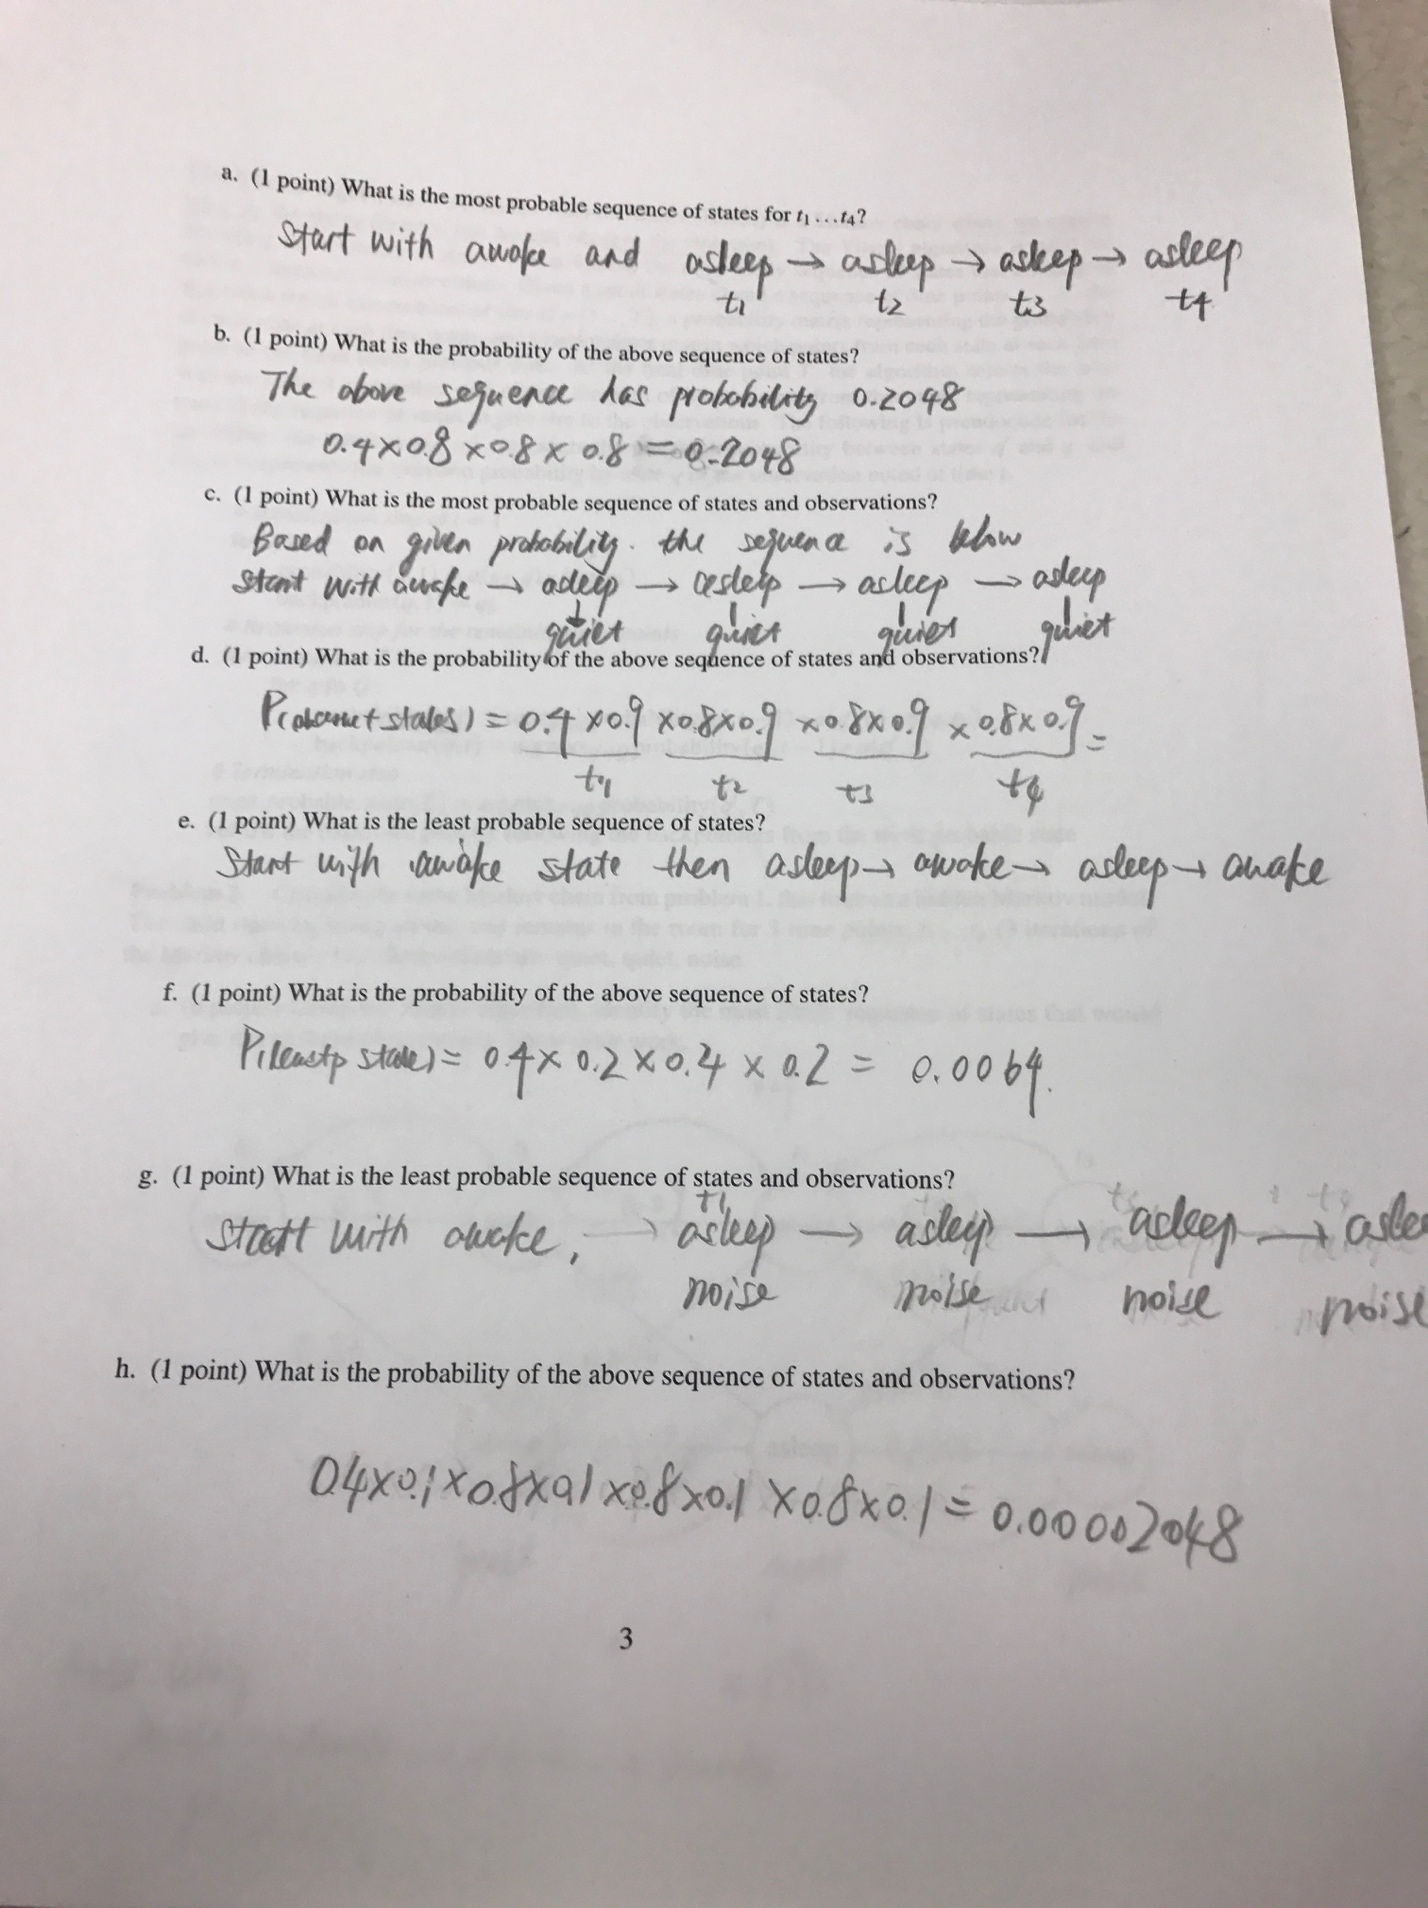 a. (1 point) What is the most probable sequence of states for t1 ...t4?
Start with awake and asleep → asleep → asleep → asleep
t1 t2 t3 t4
b. (1 point) What is the probability of the above sequence of states?
The above sequence has probability 0.2048
0.4×0.8×0.8×0.8=0.2048
c. (1 point) What is the most probable sequence of states and observations?
Based on given probability. the sequence is below
Start with awake → asleep → asleep → asleep → asleep
quiet quiet quiet quiet
d. (1 point) What is the probability of the above sequence of states and observations?
= 0.4×0.9 ×0.8×0.9 ×0.8×0.9 ×0.8×0.9 =
t1 t2 t3 t4
e. (1 point) What is the least probable sequence of states?
Start with awake state then asleep → awake → asleep → awake
f. (1 point) What is the probability of the above sequence of states?
P(leastp state) = 0.4 × 0.2 × 0.4 × 0.2 = 0.0064.
g. (1 point) What is the least probable sequence of states and observations?
t1
Start with awake, → asleep → asleep → asleep → aslee
noise noise noise noise
h. (1 point) What is the probability of the above sequence of states and observations?
0.4×0.1×0.8×0.1×0.8×0.1×0.8×0.1=0.00002048
3